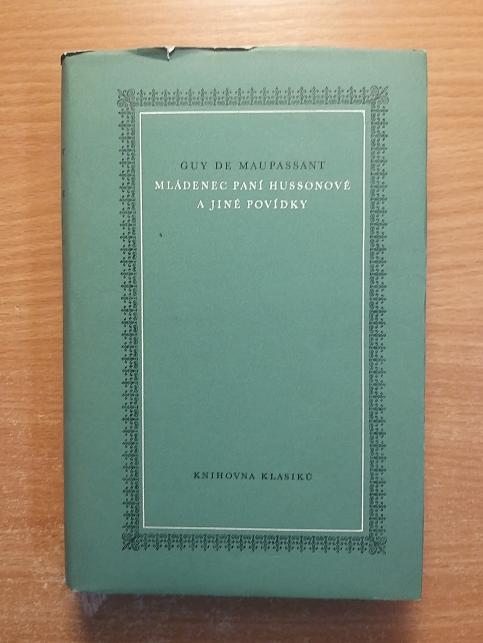 GUY DE MAUPASSANT
MLÁDENEC PANÍ HUSSONOVÉ
A JINÉ POVÍDKY
KNIHOVNA KLASIKŮ